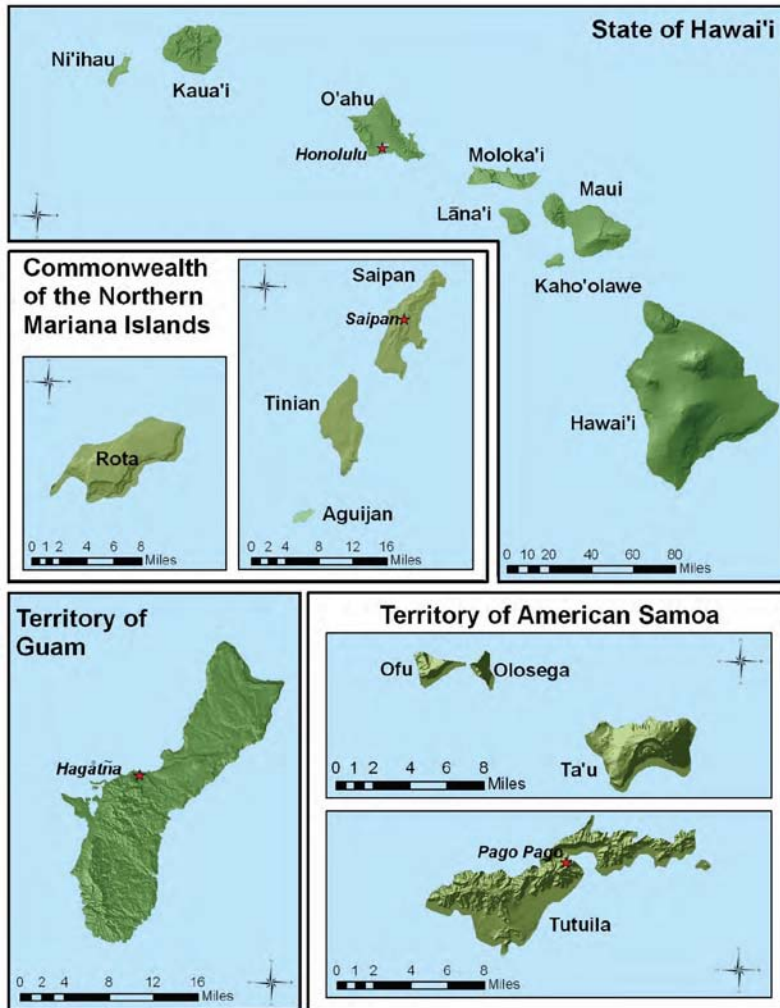 State of Hawai'i
Ni'ihau
Kaua'i
O'ahu
Honolulu
Moloka'i
Maui
Lāna'i
Kaho'olawe
Hawai'i
0 10 20 40 60 80
Miles
Commonwealth
of the Northern
Mariana Islands
Rota
0 1 2 4 6 8
Miles
Saipan
Saipan
Tinian
Aguijan
0 2 4 8 12 16
Miles
Territory of
Guam
Hagåtña
0 2 4 8 12 16
Miles
Territory of American Samoa
Ofu
Olosega
Ta'u
0 1 2 4 6 8
Miles
Pago Pago
Tutuila
0 1 2 4 6 8
Miles